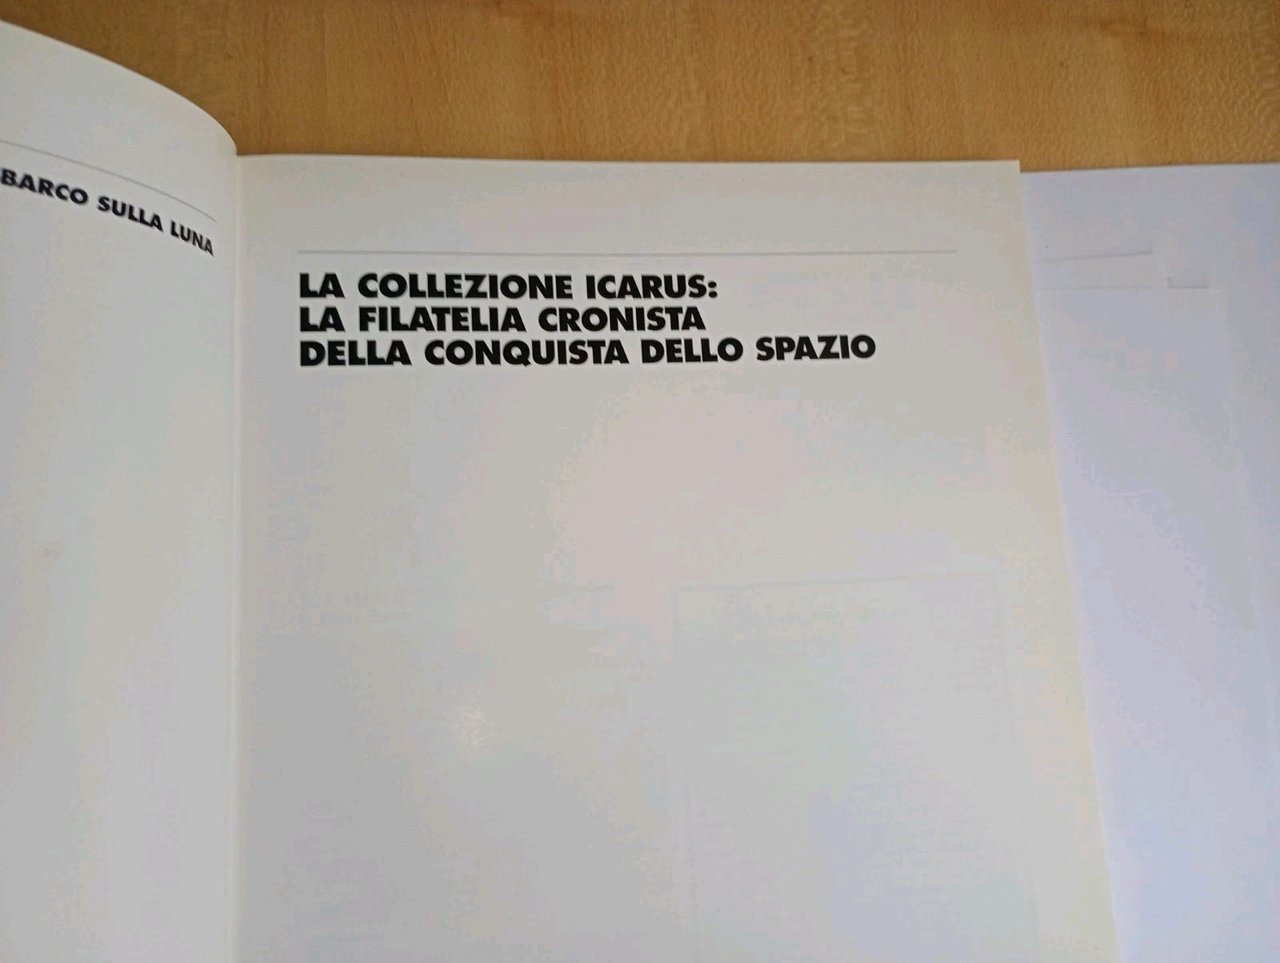 BARCO SULLA LUNA
LA COLLEZIONE ICARUS:
LA FILATELIA CRONISTA
DELLA CONQUISTA DELLO SPAZIO